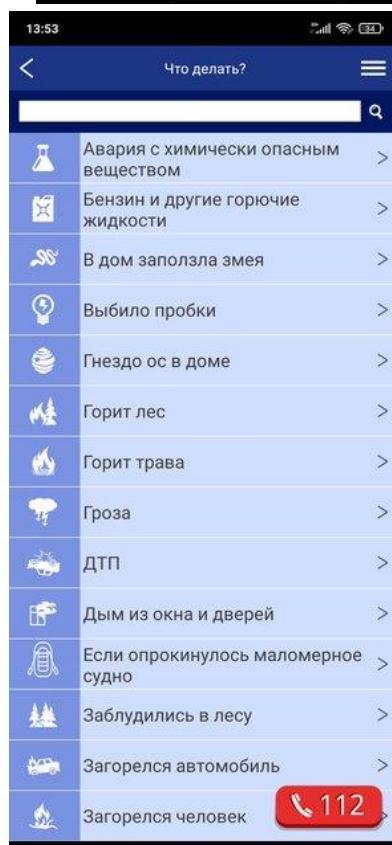 13:53
34
Что делать?
Авария с химически опасным
веществом
Бензин и другие горючие
жидкости
В дом заползла змея
Выбило пробки
Гнездо ос в доме
Горит лес
Горит трава
Гроза
ДТП
Дым из окна и дверей
Если опрокинулось маломерное
судно
Заблудились в лесу
Загорелся автомобиль
Загорелся человек
112